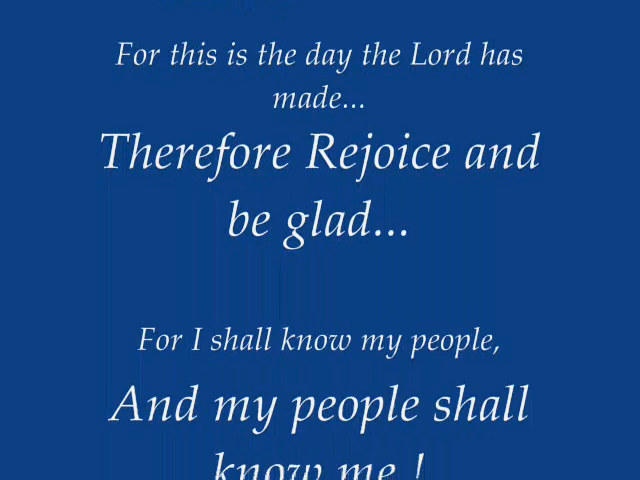 For this is the day the Lord has
made...
Therefore Rejoice and
be glad...
For I shall know my people,
And my people shall
know me !